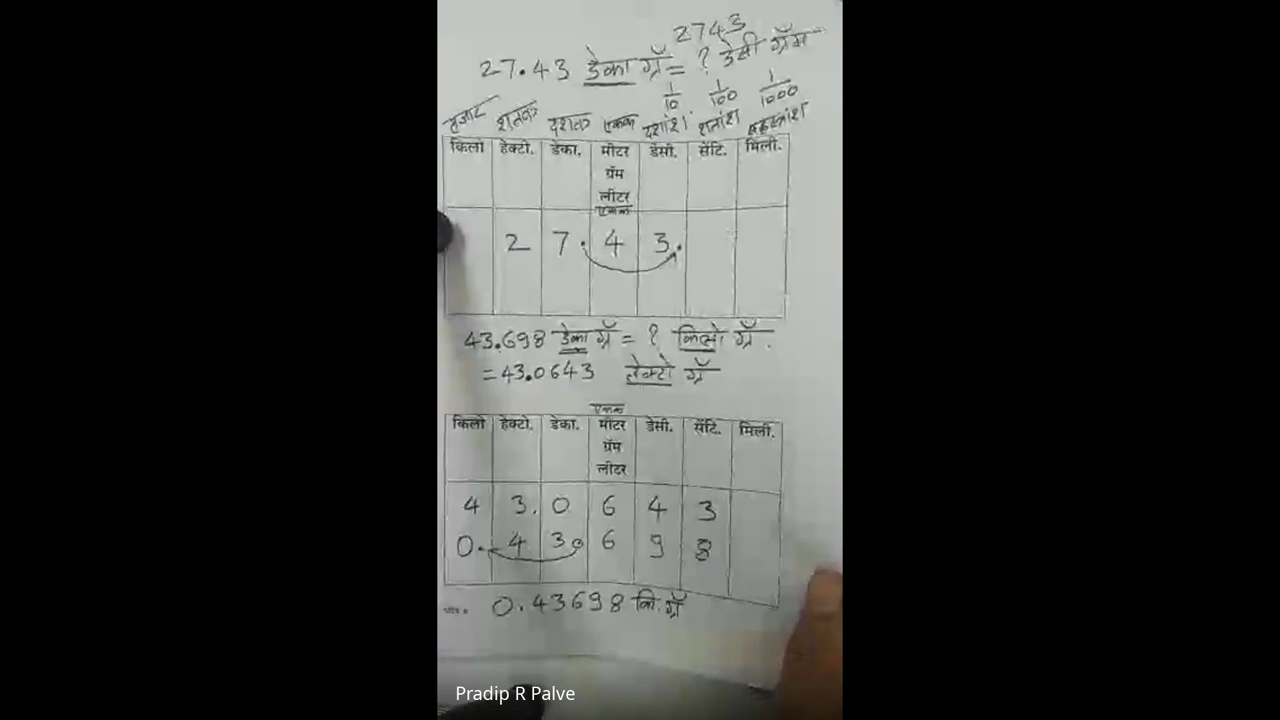 2743
27.43 डेका ग्रॅ = ? डेसी ग्रॅम
1/10 1/100 1/1000
हजार शतक दशक एकक दशांश शतांश सहस्त्रांश
किलो हेक्टो. डेका. मीटर डेसी. सेंटि. मिली.
ग्रॅम
लीटर
एकक
2 7 . 4 3 .
43.698 डेका ग्रॅ = ? किलो ग्रॅ .
= 43.0643 हेक्टो ग्रॅ
एकक
किलो हेक्टो. डेका. मीटर डेसी. सेंटि. मिली.
ग्रॅम
लीटर
4 3 . 0 6 4 3
0 . 4 3 . 6 9 8
0.43698 कि.ग्रॅ
Pradip R Palve